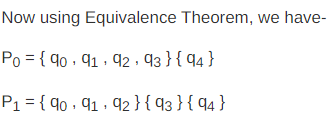 Now using Equivalence Theorem, we have-
P₀ = { q₀ , q₁ , q₂ , q₃ } { q₄ }
P₁ = { q₀ , q₁ , q₂ } { q₃ } { q₄ }